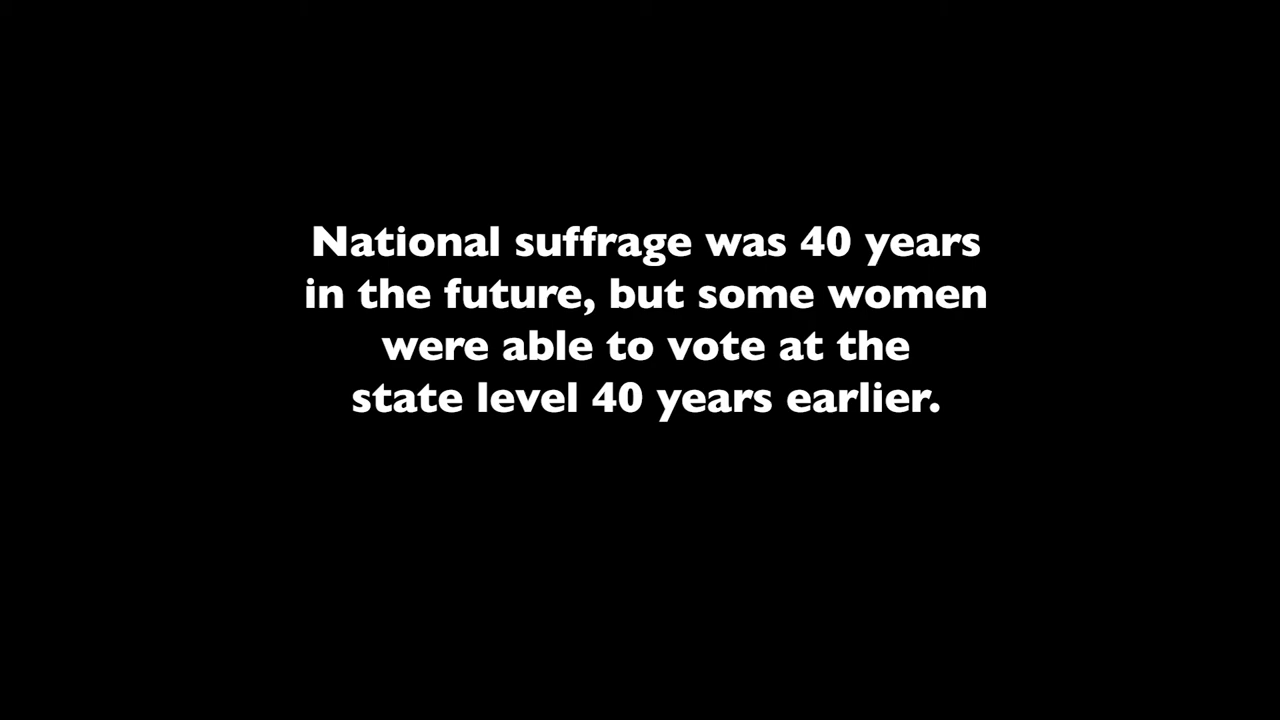 National suffrage was 40 years
in the future, but some women
were able to vote at the
state level 40 years earlier.